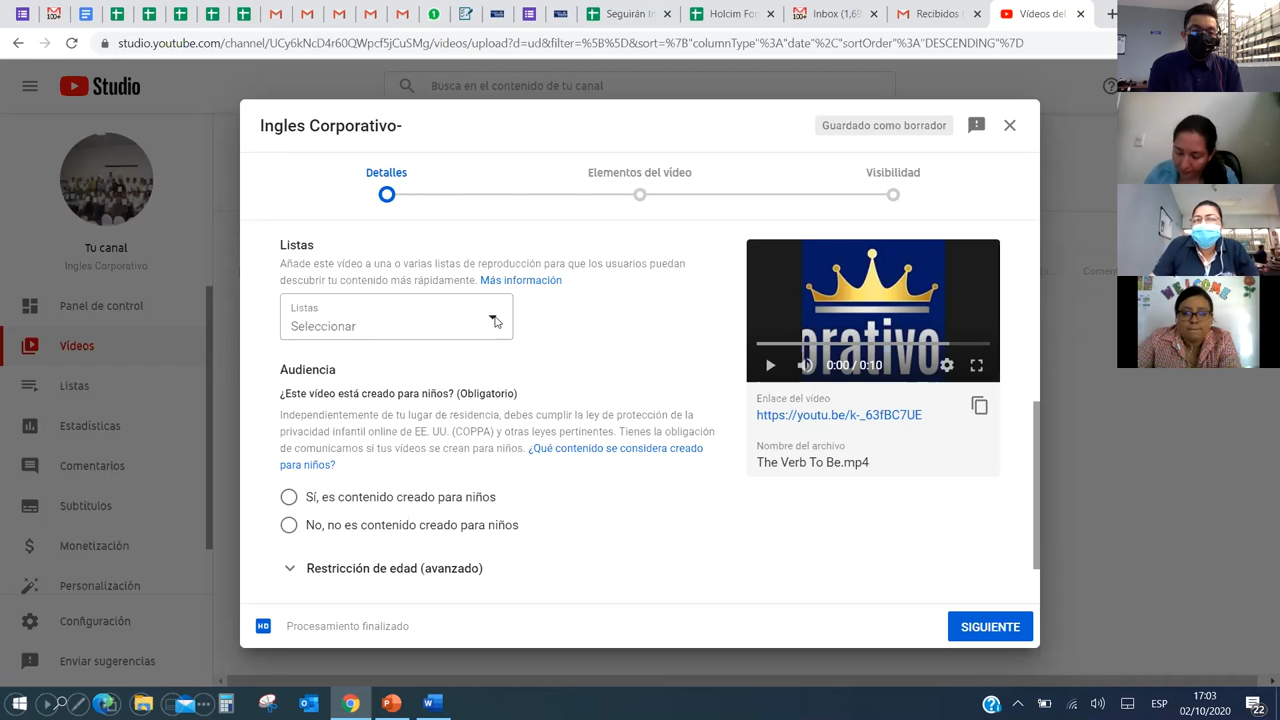 100+
Seguirán In
Holcim For
Inbox (1,69
Recibidos
Vídeos del
studio.youtube.com/channel/UCy6kNcD4r60QWpcf5jCuSMg/videos/upload?d=ud&filter=%5B%5D&sort=%7B"columnType"%3A"date"%2C"sortOrder"%3A"DESCENDING"%7D
Studio
Busca en el contenido de tu canal
Tu canal
Ingles Corporativo
Panel de control
Vídeos
Listas
Estadísticas
Comentarios
Subtítulos
Monetización
Personalización
Configuración
Enviar sugerencias
Ingles Corporativo-
Guardado como borrador
Detalles
Elementos del vídeo
Visibilidad
Listas
Añade este vídeo a una o varias listas de reproducción para que los usuarios puedan
descubrir tu contenido más rápidamente. Más información
Listas
Seleccionar
Audiencia
¿Este vídeo está creado para niños? (Obligatorio)
Independientemente de tu lugar de residencia, debes cumplir la ley de protección de la
privacidad infantil online de EE. UU. (COPPA) y otras leyes pertinentes. Tienes la obligación
de comunicarnos si tus vídeos se crean para niños. ¿Qué contenido se considera creado
para niños?
Sí, es contenido creado para niños
No, no es contenido creado para niños
Restricción de edad (avanzado)
orativo
0:00 / 0:10
Enlace del vídeo
https://youtu.be/k-_63fBC7UE
Nombre del archivo
The Verb To Be.mp4
HD
Procesamiento finalizado
SIGUIENTE
WELCOME
ESP
17:03
02/10/2020
22